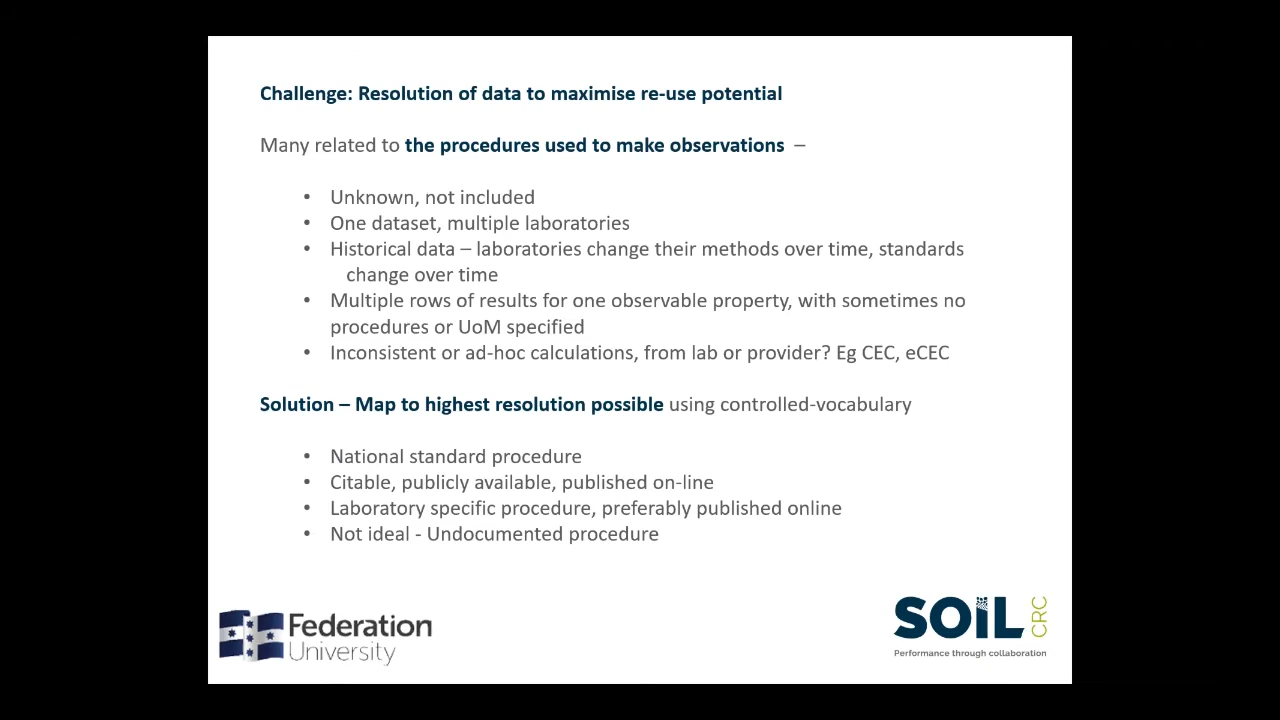 Challenge: Resolution of data to maximise re-use potential
Many related to the procedures used to make observations –
• Unknown, not included
• One dataset, multiple laboratories
• Historical data – laboratories change their methods over time, standards
change over time
• Multiple rows of results for one observable property, with sometimes no
procedures or UoM specified
• Inconsistent or ad-hoc calculations, from lab or provider? Eg CEC, eCEC
Solution – Map to highest resolution possible using controlled-vocabulary
• National standard procedure
• Citable, publicly available, published on-line
• Laboratory specific procedure, preferably published online
• Not ideal - Undocumented procedure
Federation
University
SOIL CRC
Performance through collaboration